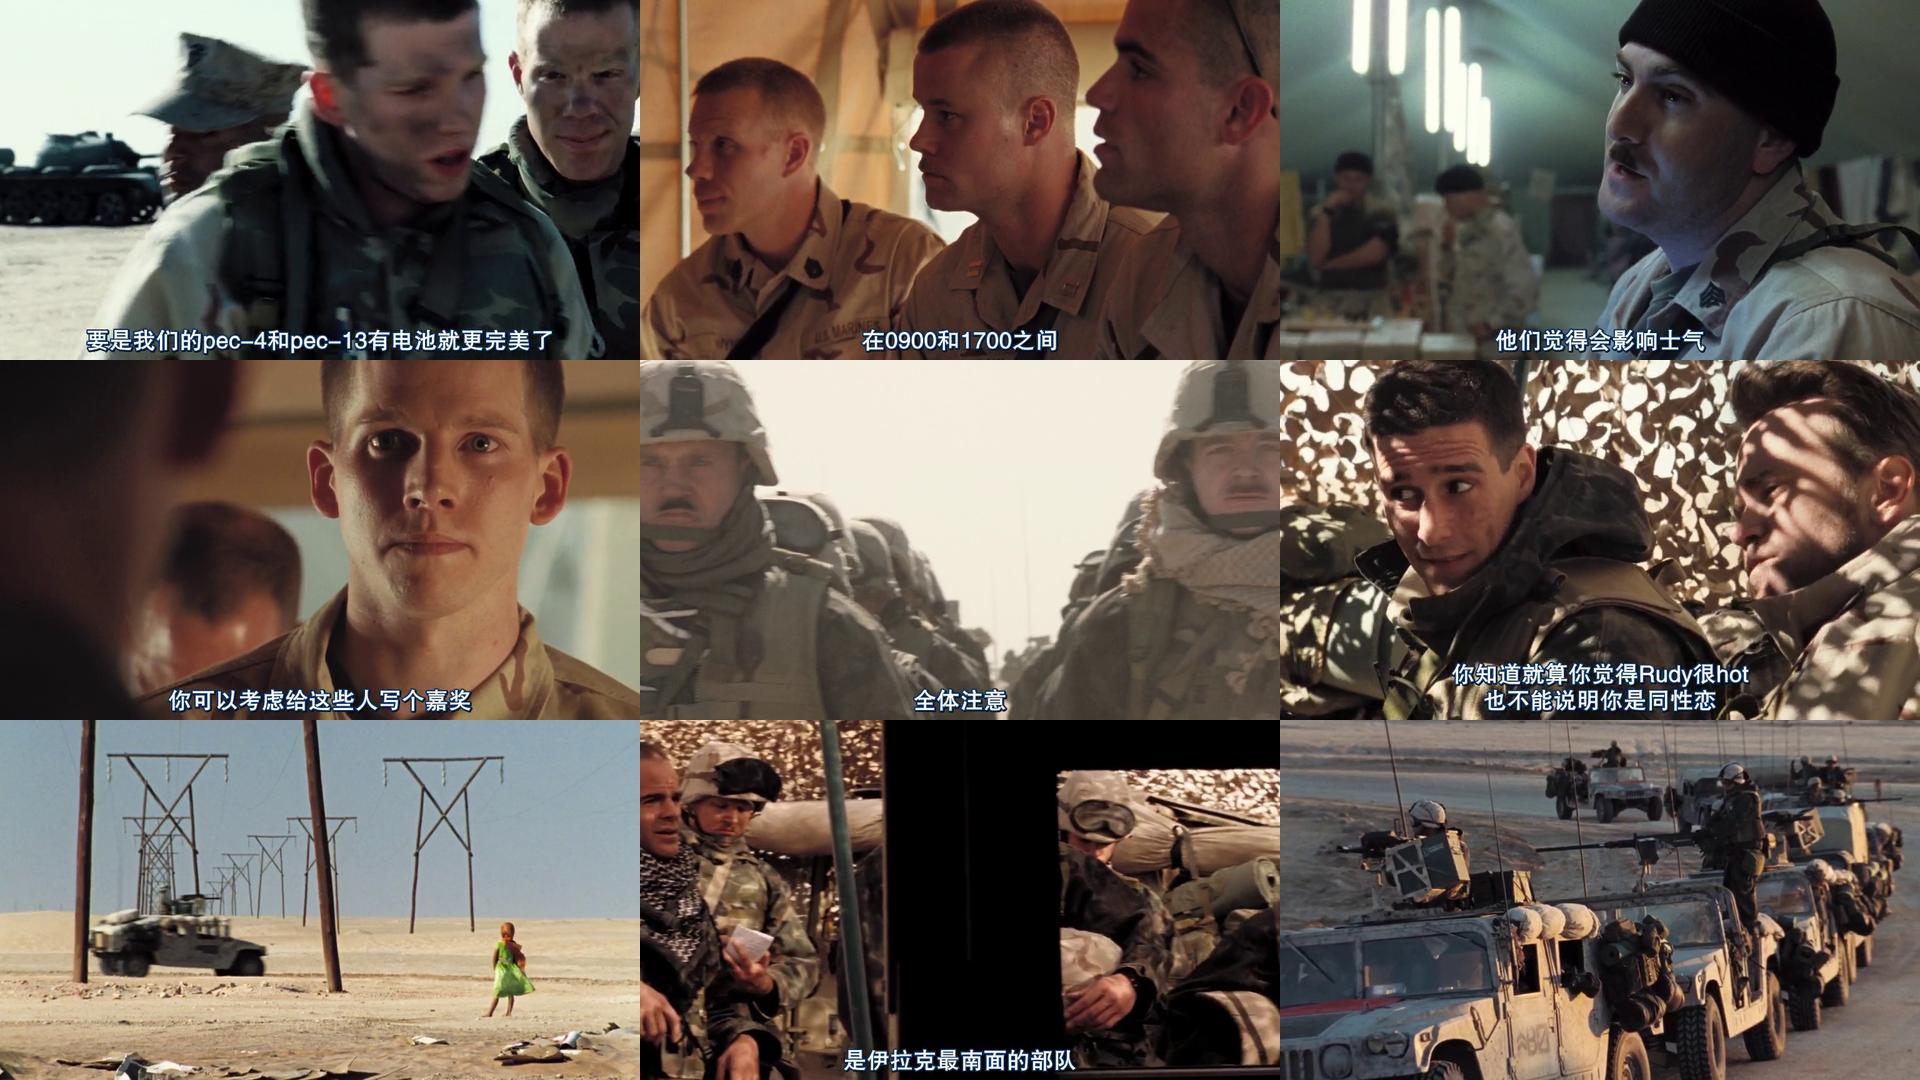 要是我们的pec-4和pec-13有电池就更完美了
在0900和1700之间
他们觉得会影响士气
你可以考虑给这些人写个嘉奖
全体注意
你知道就算你觉得Rudy很hot
也不能说明你是同性恋
是伊拉克最南面的部队